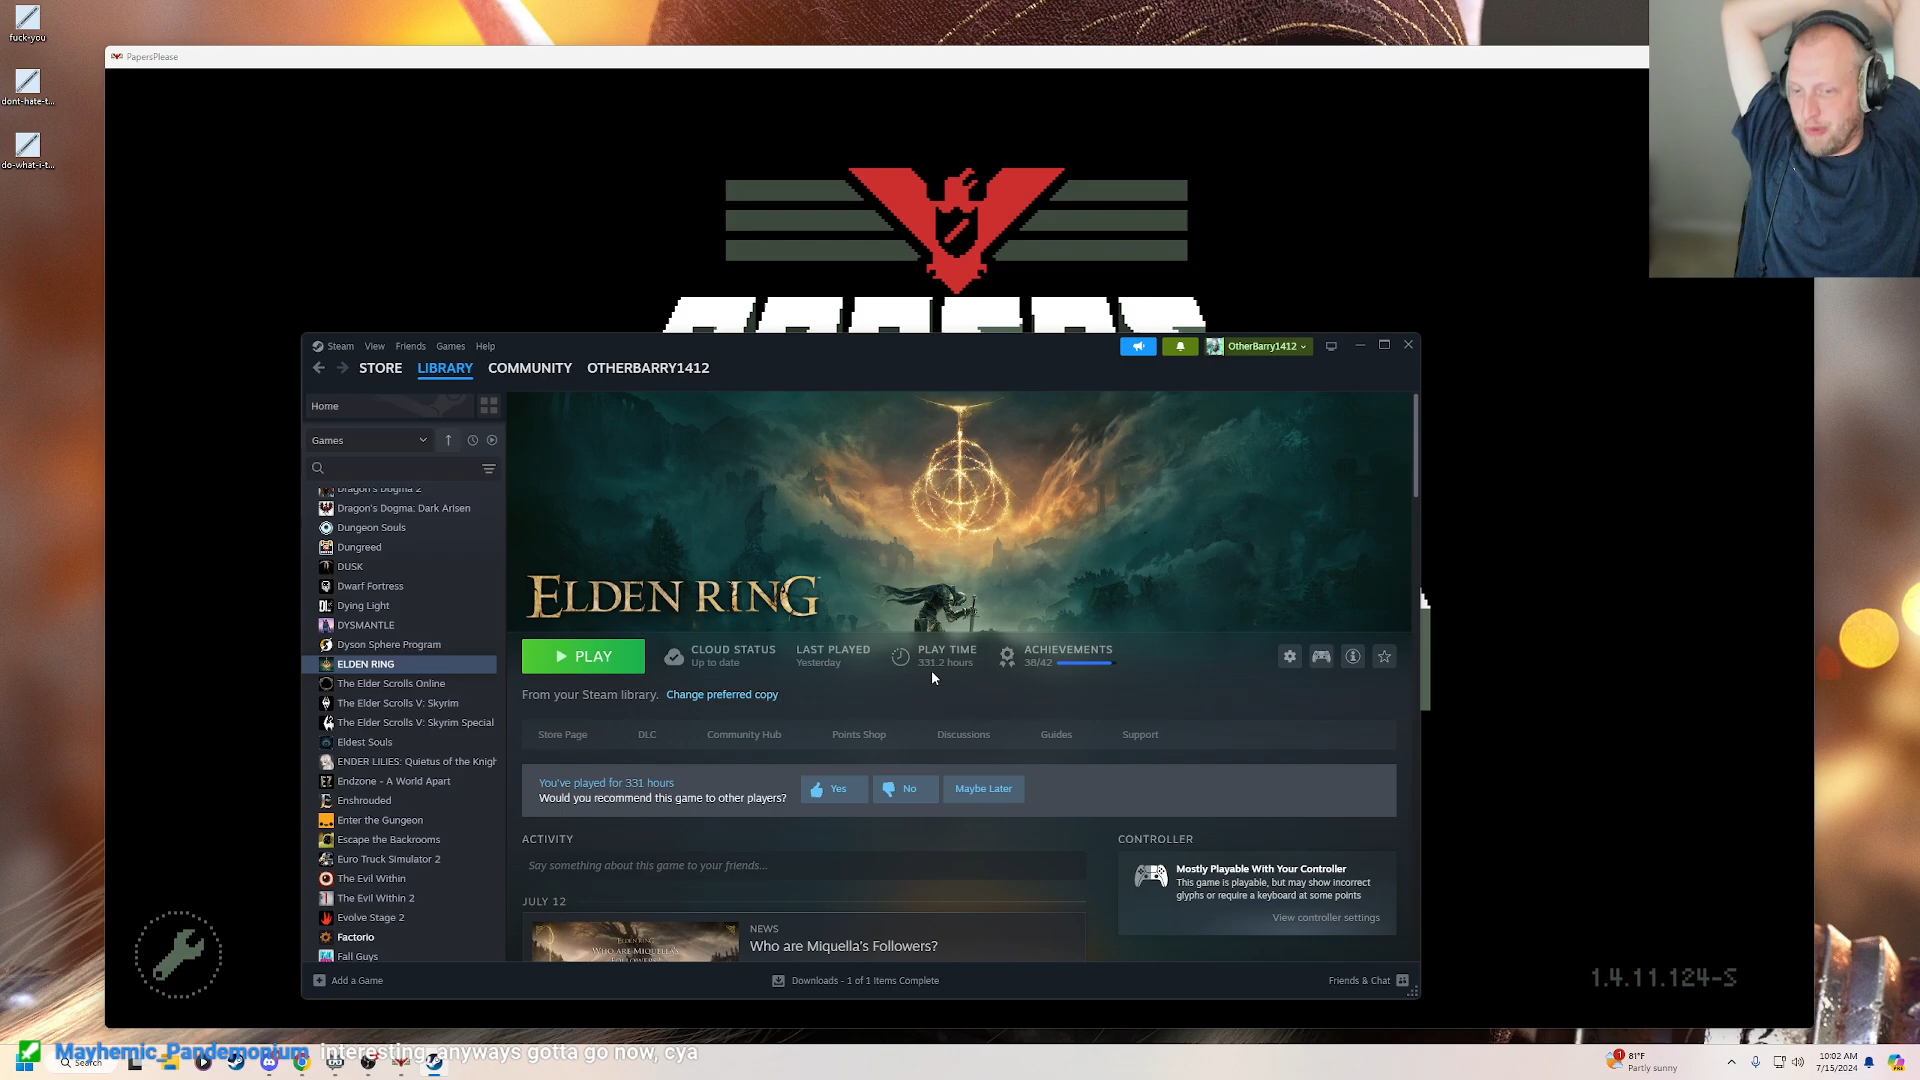 fuck-you
dont-hate-t...
do-what-i-t...
PapersPlease
Steam View Friends Games Help
OtherBarry1412
STORE LIBRARY COMMUNITY OTHERBARRY1412
Home
Games
Dragon's Dogma 2
Dragon's Dogma: Dark Arisen
Dungeon Souls
Dungreed
DUSK
Dwarf Fortress
Dying Light
DYSMANTLE
Dyson Sphere Program
ELDEN RING
The Elder Scrolls Online
The Elder Scrolls V: Skyrim
The Elder Scrolls V: Skyrim Special
Eldest Souls
ENDER LILIES: Quietus of the Knigh
Endzone - A World Apart
Enshrouded
Enter the Gungeon
Escape the Backrooms
Euro Truck Simulator 2
The Evil Within
The Evil Within 2
Evolve Stage 2
Factorio
Fall Guys
ELDEN RING
PLAY
CLOUD STATUS
Up to date
LAST PLAYED
Yesterday
PLAY TIME
331.2 hours
ACHIEVEMENTS
38/42
From your Steam library. Change preferred copy
Store Page DLC Community Hub Points Shop Discussions Guides Support
You've played for 331 hours
Would you recommend this game to other players?
Yes No Maybe Later
ACTIVITY
Say something about this game to your friends...
JULY 12
ELDEN RING
WHO ARE MIQUELLA'S
FOLLOWERS?
NEWS
Who are Miquella's Followers?
CONTROLLER
Mostly Playable With Your Controller
This game is playable, but may show incorrect
glyphs or require a keyboard at some points
View controller settings
Add a Game
Downloads - 1 of 1 Items Complete
Friends & Chat
1.4.11.124-S
Mayhemic_Pandemonium interesting, anyways gotta go now, cya
Search
1
81°F
Partly sunny
10:02 AM
7/15/2024